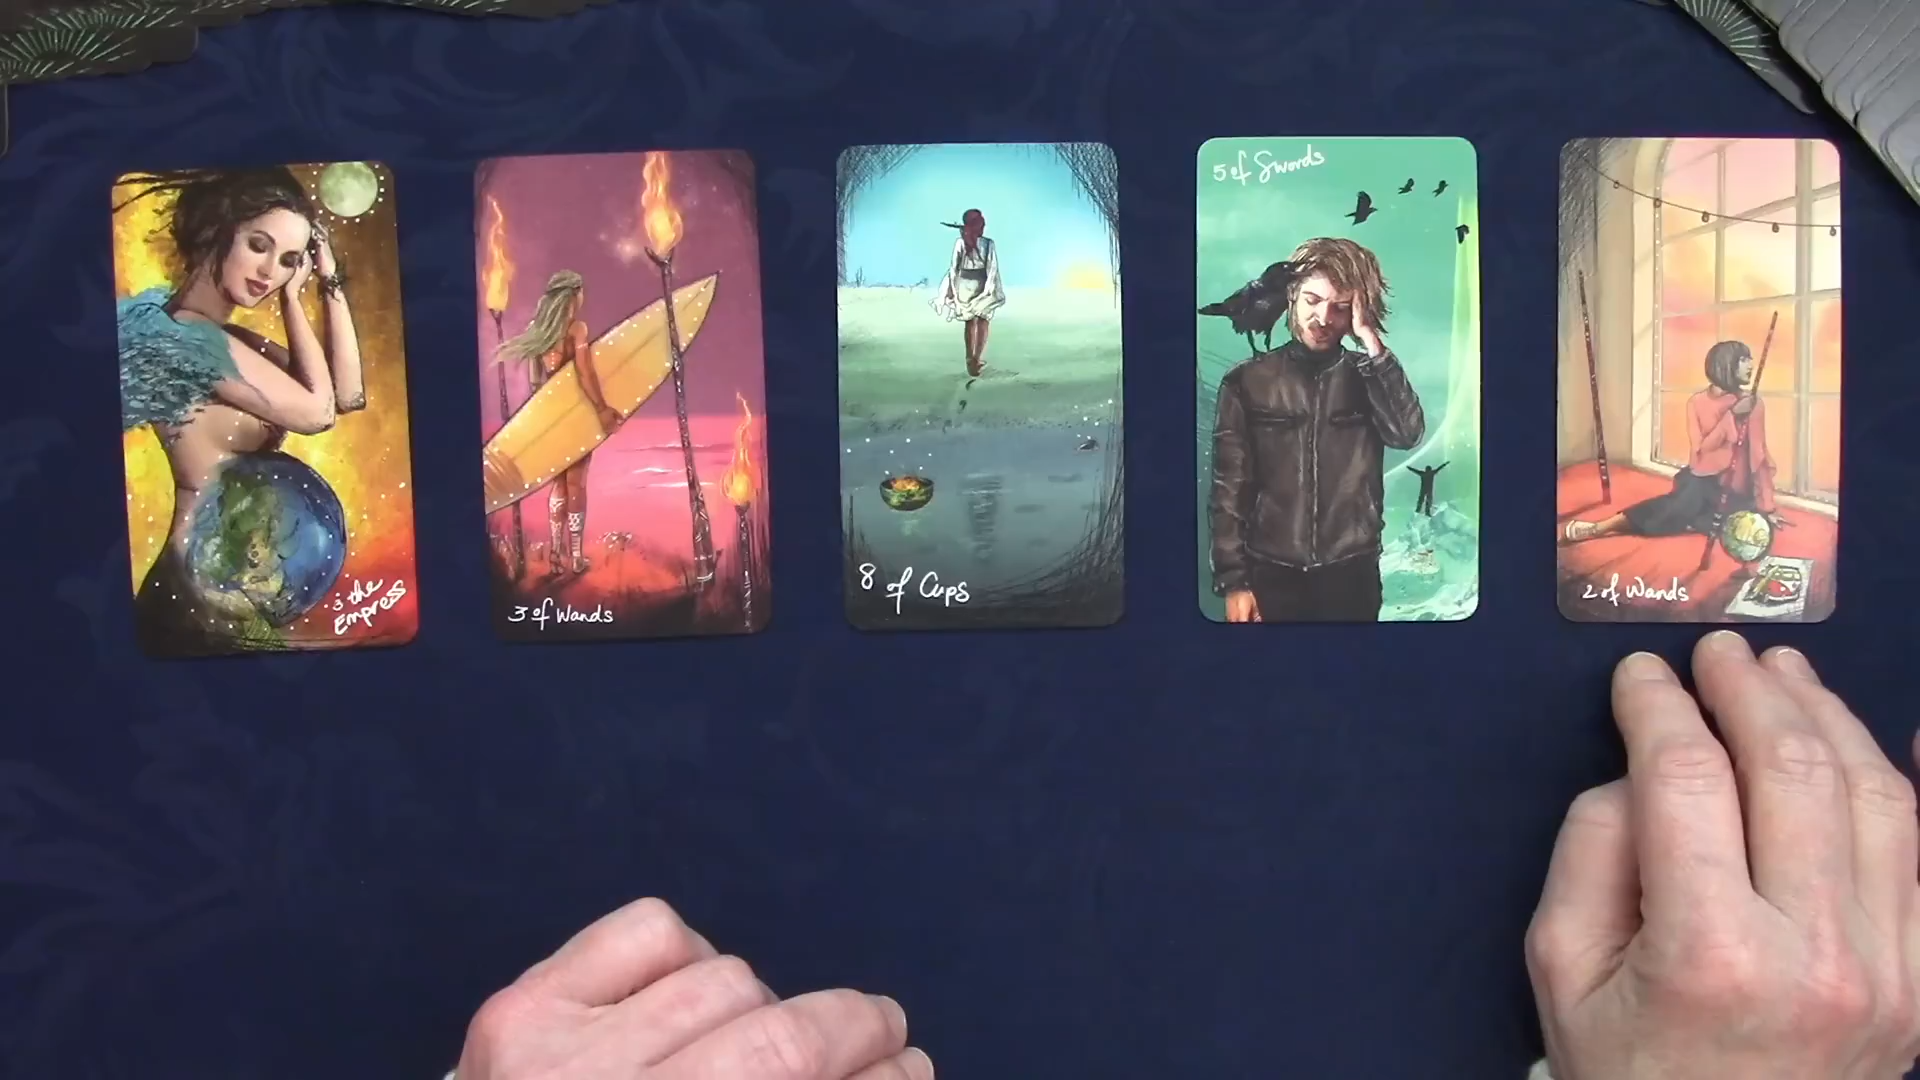 3 the
Empress
3 of Wands
8 of Cups
5 of Swords
2 of Wands